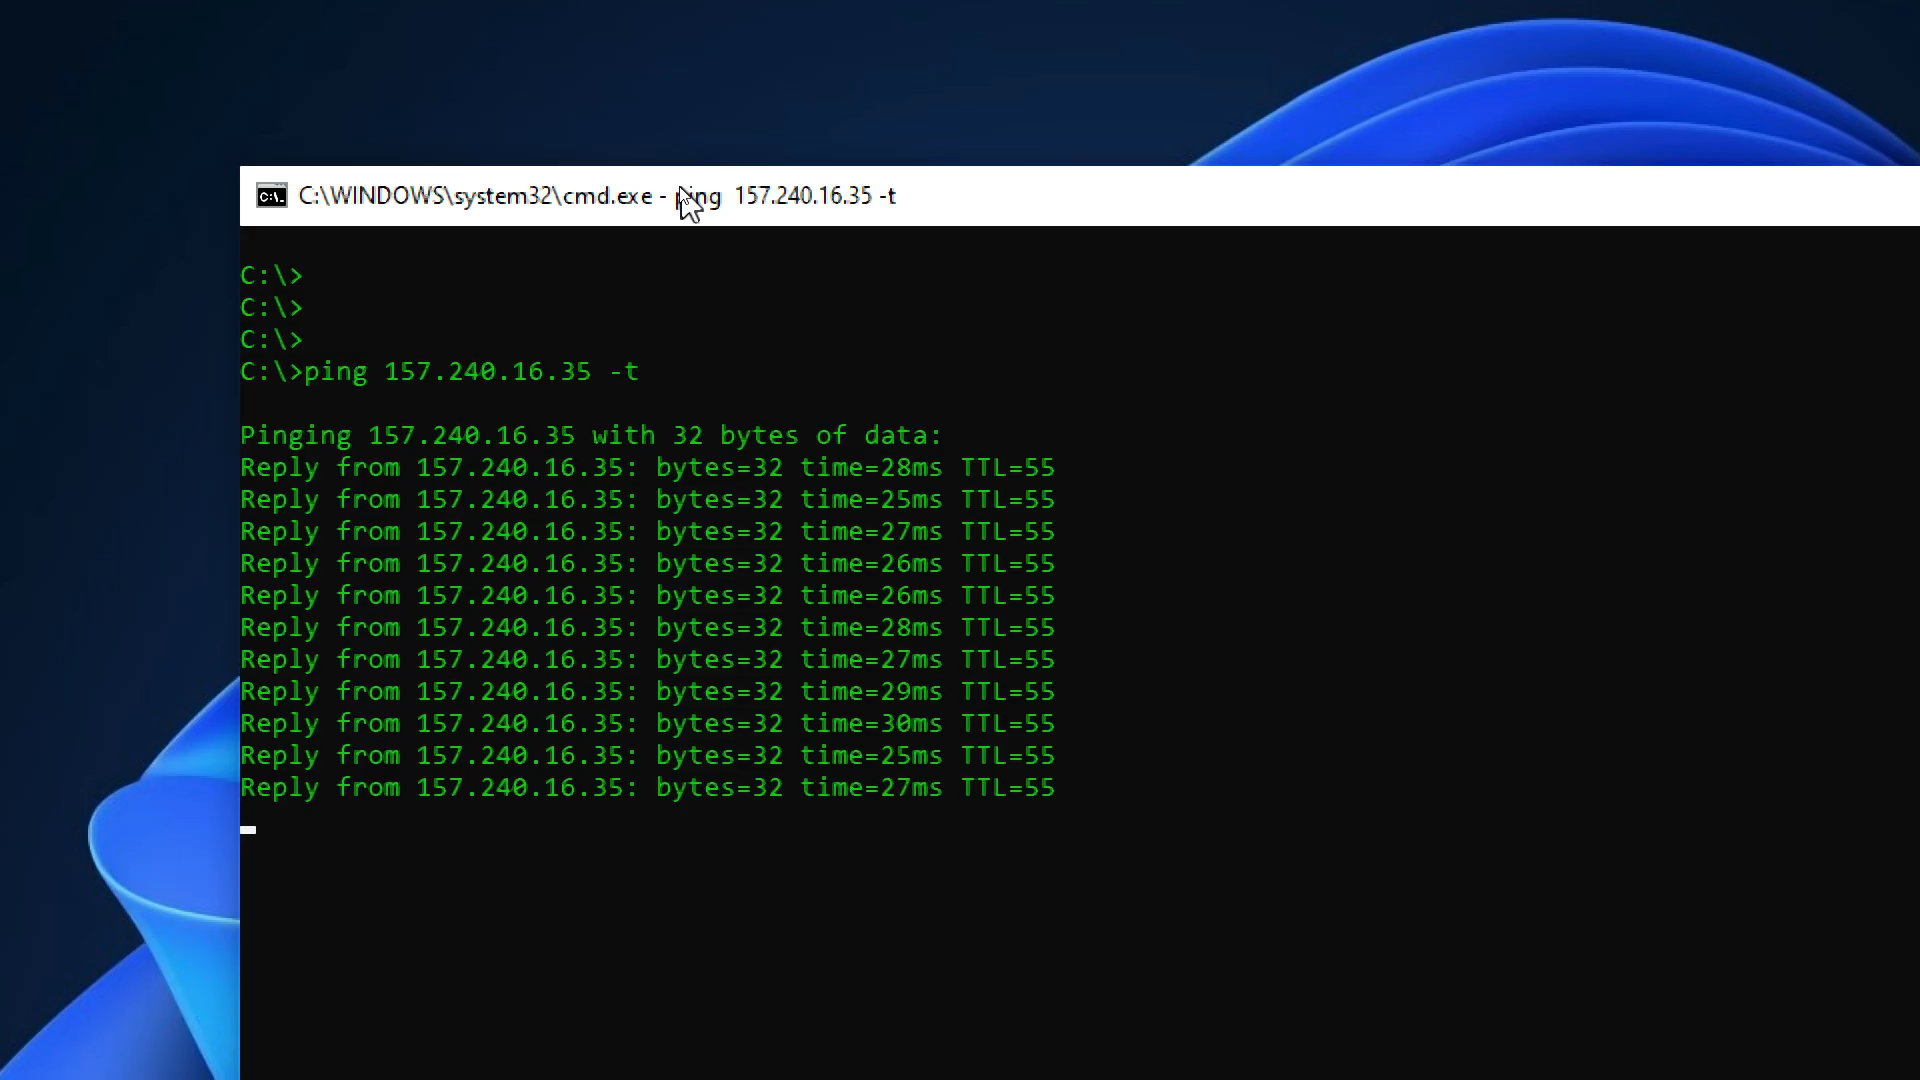 C:\WINDOWS\system32\cmd.exe - ping  157.240.16.35 -t
C:\>
C:\>
C:\>
C:\>ping 157.240.16.35 -t
Pinging 157.240.16.35 with 32 bytes of data:
Reply from 157.240.16.35: bytes=32 time=28ms TTL=55
Reply from 157.240.16.35: bytes=32 time=25ms TTL=55
Reply from 157.240.16.35: bytes=32 time=27ms TTL=55
Reply from 157.240.16.35: bytes=32 time=26ms TTL=55
Reply from 157.240.16.35: bytes=32 time=26ms TTL=55
Reply from 157.240.16.35: bytes=32 time=28ms TTL=55
Reply from 157.240.16.35: bytes=32 time=27ms TTL=55
Reply from 157.240.16.35: bytes=32 time=29ms TTL=55
Reply from 157.240.16.35: bytes=32 time=30ms TTL=55
Reply from 157.240.16.35: bytes=32 time=25ms TTL=55
Reply from 157.240.16.35: bytes=32 time=27ms TTL=55